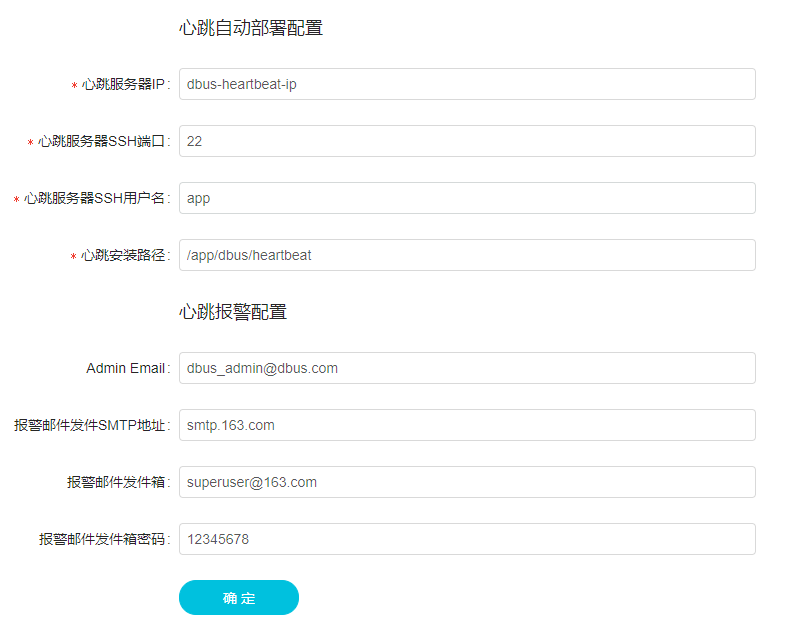 心跳自动部署配置
* 心跳服务器IP: dbus-heartbeat-ip
* 心跳服务器SSH端口: 22
* 心跳服务器SSH用户名: app
* 心跳安装路径: /app/dbus/heartbeat
心跳报警配置
Admin Email: dbus_admin@dbus.com
报警邮件发件SMTP地址: smtp.163.com
报警邮件发件箱: superuser@163.com
报警邮件发件箱密码: 12345678
确 定